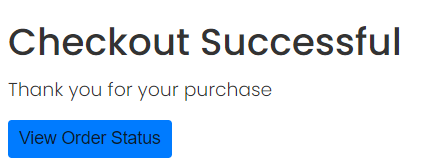 Checkout Successful
Thank you for your purchase
View Order Status